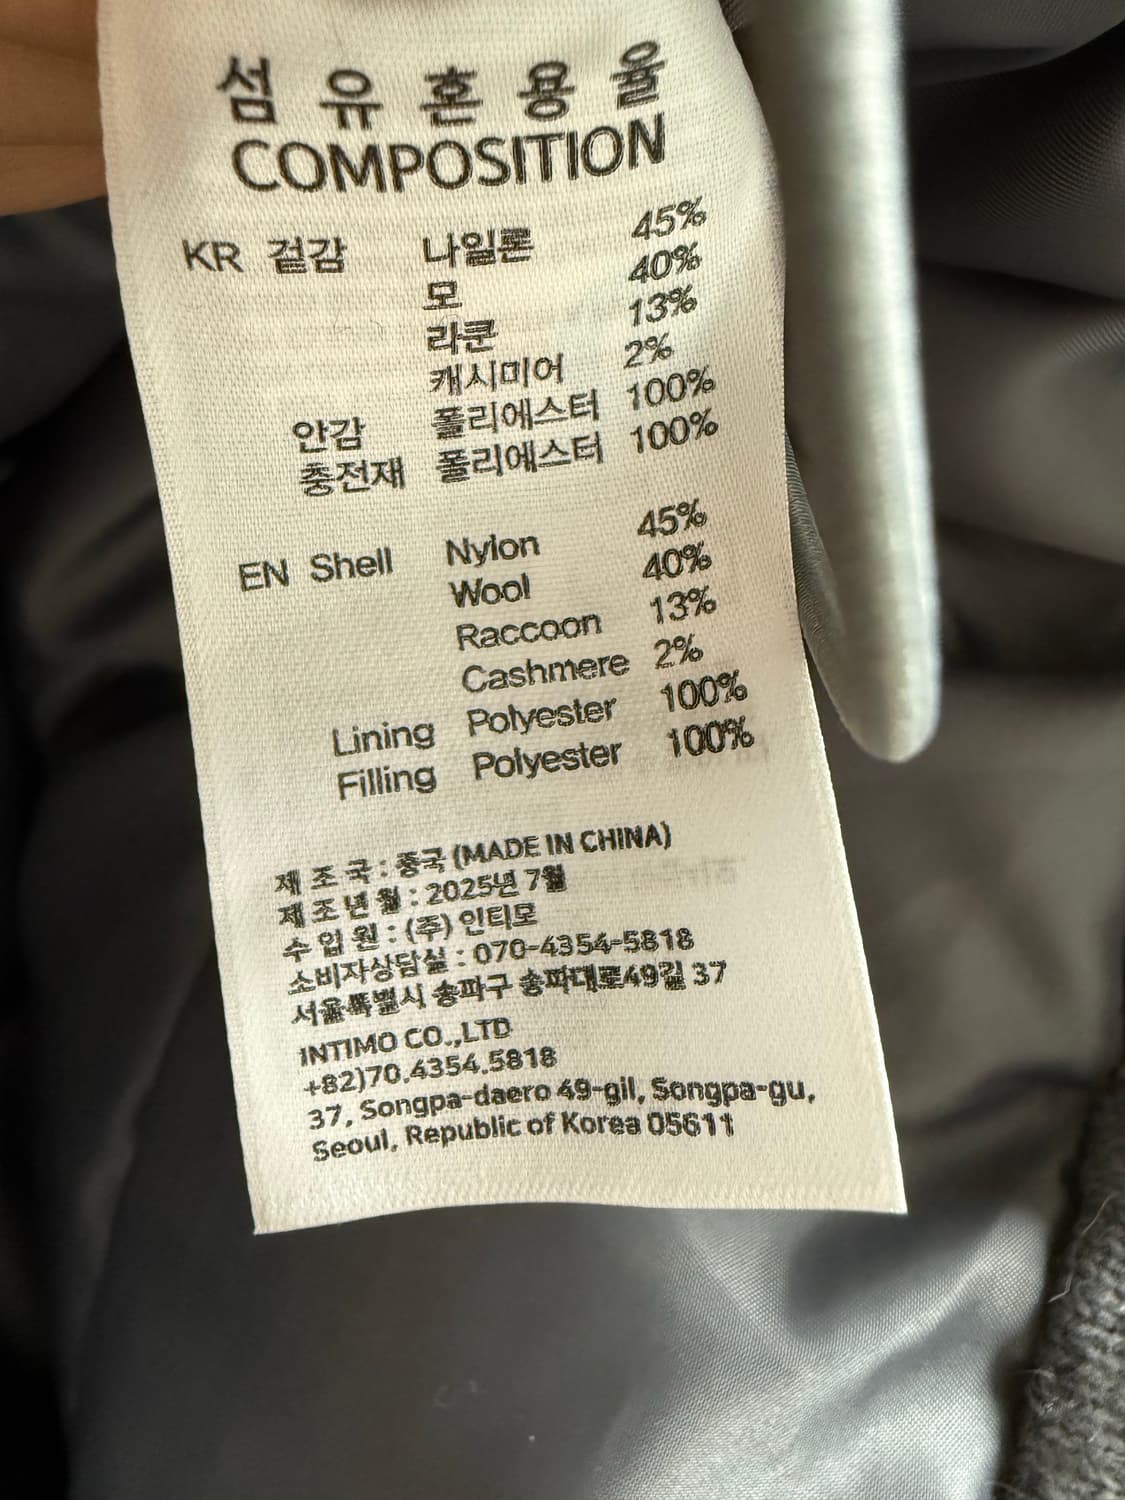 섬유혼용율
COMPOSITION
KR 겉감 나일론 45%
모 40%
라쿤 13%
캐시미어 2%
안감 폴리에스터 100%
충전재 폴리에스터 100%
EN Shell Nylon 45%
Wool 40%
Raccoon 13%
Cashmere 2%
Lining Polyester 100%
Filling Polyester 100%
제 조 국 : 중국 (MADE IN CHINA)
제 조 년 월 : 2025년 7월
수 입 원 : (주) 인티모
소비자상담실 : 070-4354-5818
서울특별시 송파구 송파대로49길 37
INTIMO CO.,LTD
+82)70.4354.5818
37, Songpa-daero 49-gil, Songpa-gu,
Seoul, Republic of Korea 05611